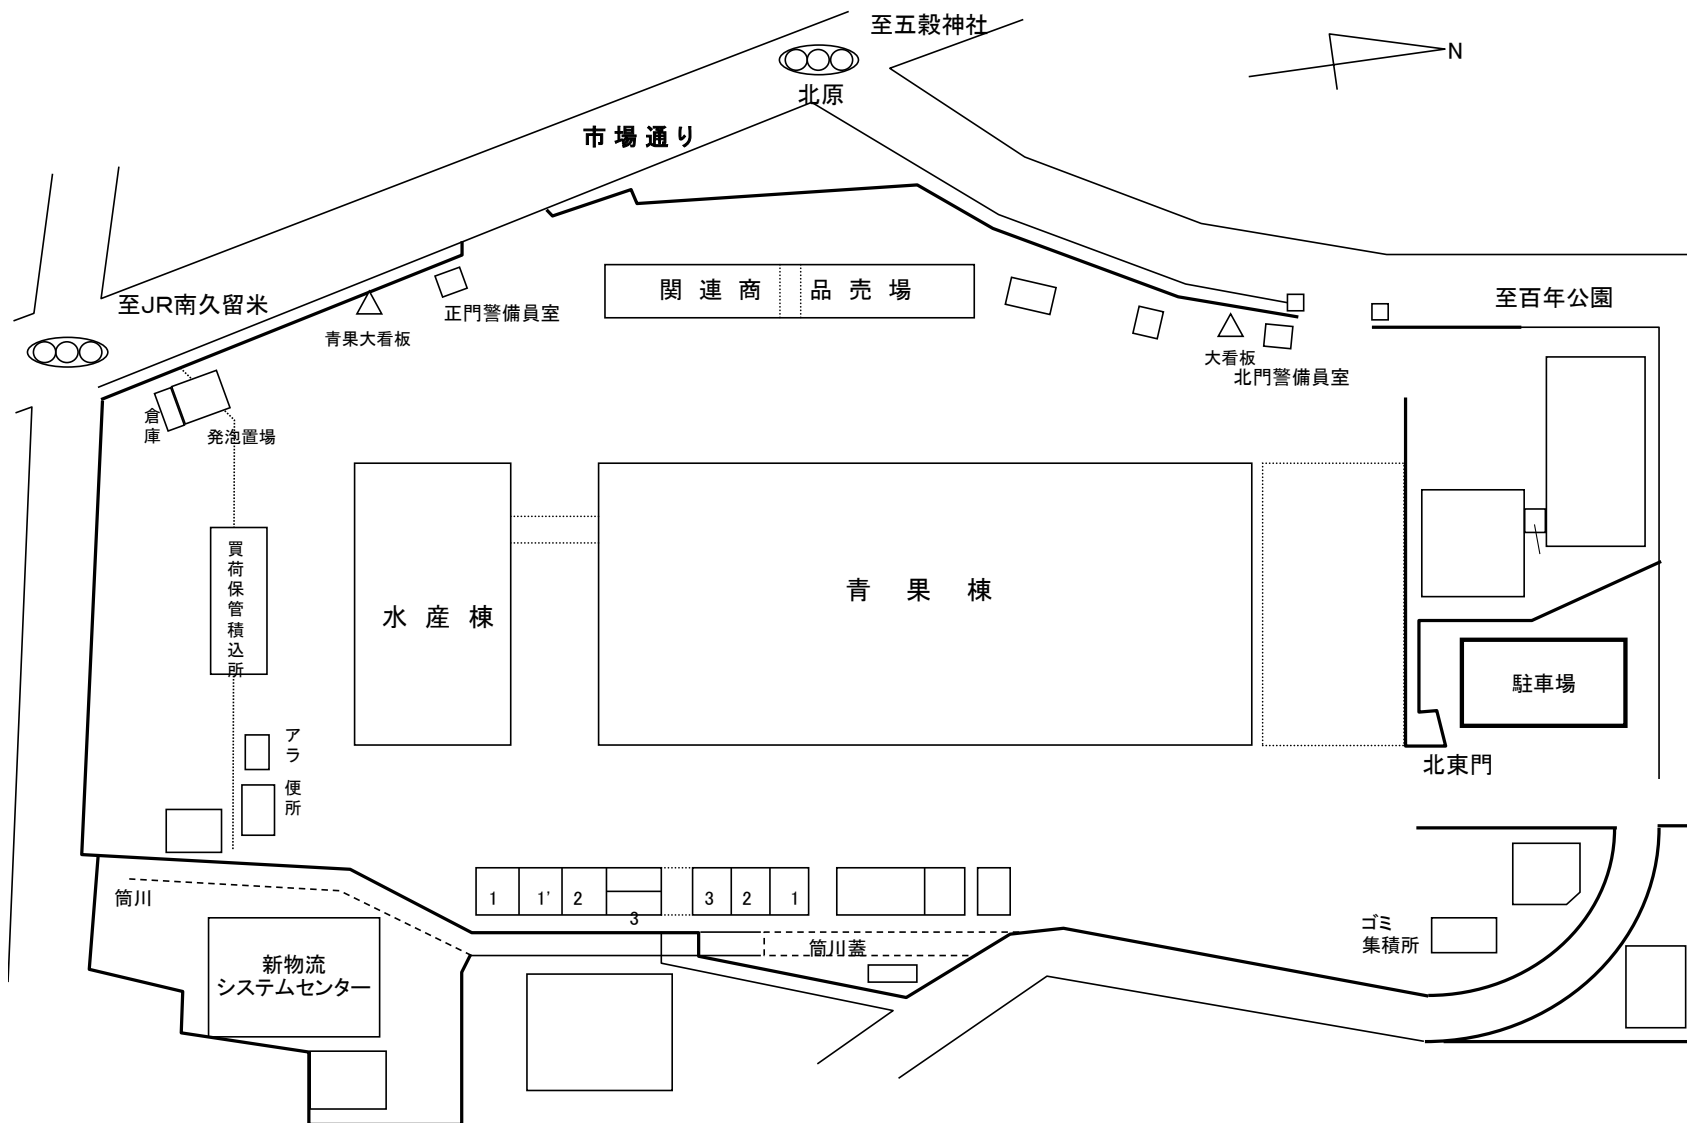 至五穀神社
N
北原
市場通り
関連商品売場
至JR南久留米
正門警備員室
青果大看板
至百年公園
大看板
北門警備員室
倉庫
発泡置場
買荷保管積込所
水産棟
青果棟
駐車場
北東門
アラ
便所
筒川
1
1'
2
3
3
2
1
筒川蓋
ゴミ
集積所
新物流
システムセンター